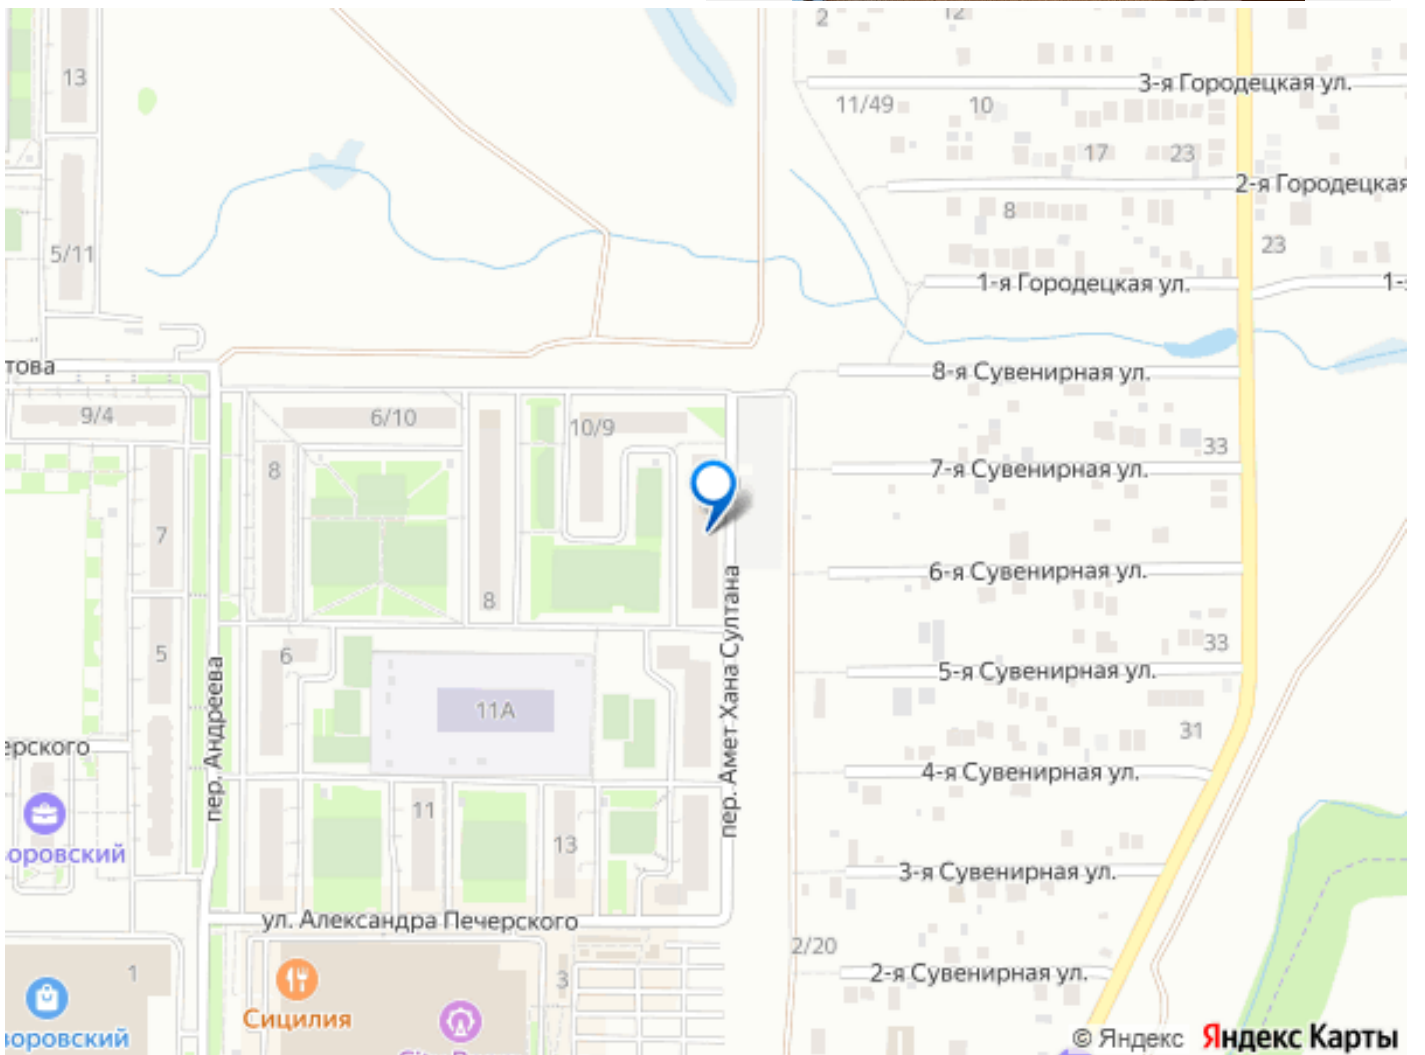 2
12
13
3-я Городецкая ул.
11/49
10
17
23
2-я Городецкая
8
5/11
23
1-я Городецкая ул.
1-
това
8-я Сувенирная ул.
9/4
6/10
10/9
33
8
7-я Сувенирная ул.
7
6-я Сувенирная ул.
8
пер. Амет Хана Султана
5
6
33
5-я Сувенирная ул.
пер. Андреева
11А
31
ерского
4-я Сувенирная ул.
11
13
воровский
3-я Сувенирная ул.
ул. Александра Печерского
2/20
1
3
2-я Сувенирная ул.
Сицилия
воровский
© Яндекс Яндекс Карты